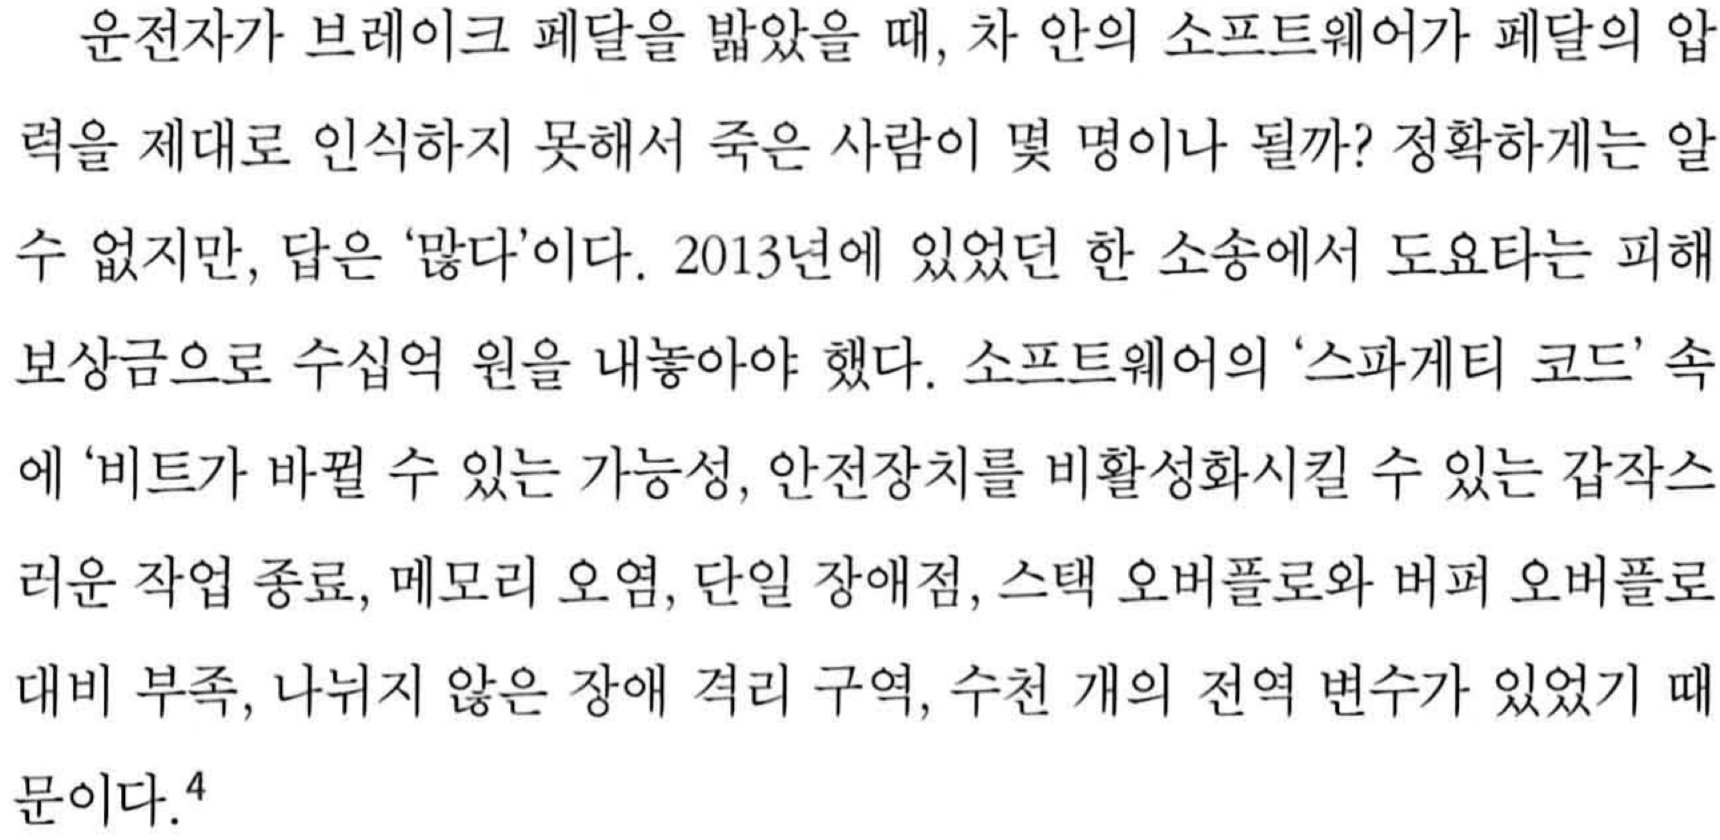 운전자가 브레이크 페달을 밟았을 때, 차 안의 소프트웨어가 페달의 압
력을 제대로 인식하지 못해서 죽은 사람이 몇 명이나 될까? 정확하게는 알
수 없지만, 답은 ‘많다’이다. 2013년에 있었던 한 소송에서 도요타는 피해
보상금으로 수십억 원을 내놓아야 했다. 소프트웨어의 ‘스파게티 코드’ 속
에 ‘비트가 바뀔 수 있는 가능성, 안전장치를 비활성화시킬 수 있는 갑작스
러운 작업 종료, 메모리 오염, 단일 장애점, 스택 오버플로와 버퍼 오버플로
대비 부족, 나뉘지 않은 장애 격리 구역, 수천 개의 전역 변수가 있었기 때
문이다.⁴